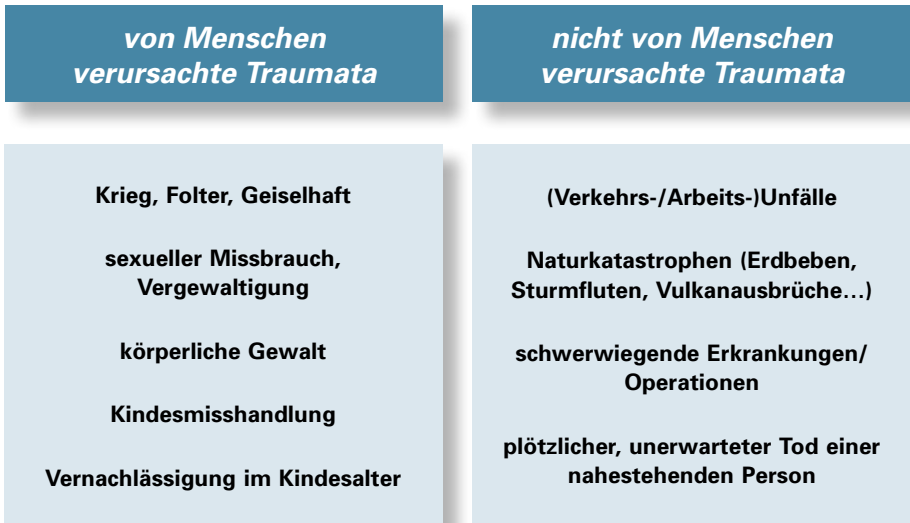 von Menschen
verursachte Traumata
Krieg, Folter, Geiselhaft
sexueller Missbrauch,
Vergewaltigung
körperliche Gewalt
Kindesmisshandlung
Vernachlässigung im Kindesalter
nicht von Menschen
verursachte Traumata
(Verkehrs-/Arbeits-)Unfälle
Naturkatastrophen (Erdbeben,
Sturmfluten, Vulkanausbrüche…)
schwerwiegende Erkrankungen/
Operationen
plötzlicher, unerwarteter Tod einer
nahestehenden Person